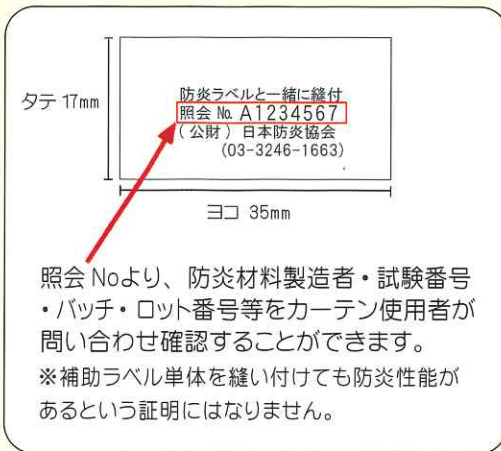 タテ 17mm
防炎ラベルと一緒に縫付
照会 No. A1234567
(公財) 日本防炎協会
(03-3246-1663)
ヨコ 35mm
照会 Noより、防炎材料製造者・試験番号
・バッチ・ロット番号等をカーテン使用者が
問い合わせ確認することができます。
※補助ラベル単体を縫い付けても防炎性能が
あるという証明にはなりません。